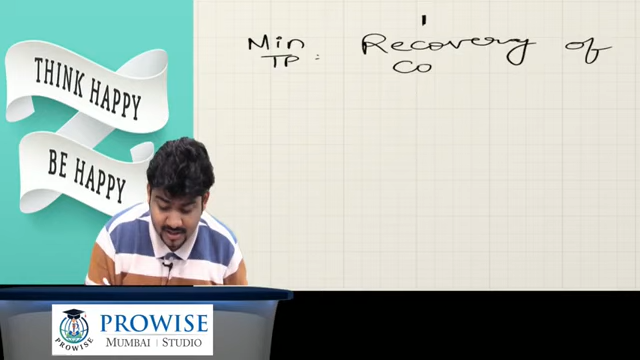 THINK HAPPY
BE HAPPY
Min
TP :
Recovery of
Co
PROWISE
PROWISE
MUMBAI | STUDIO